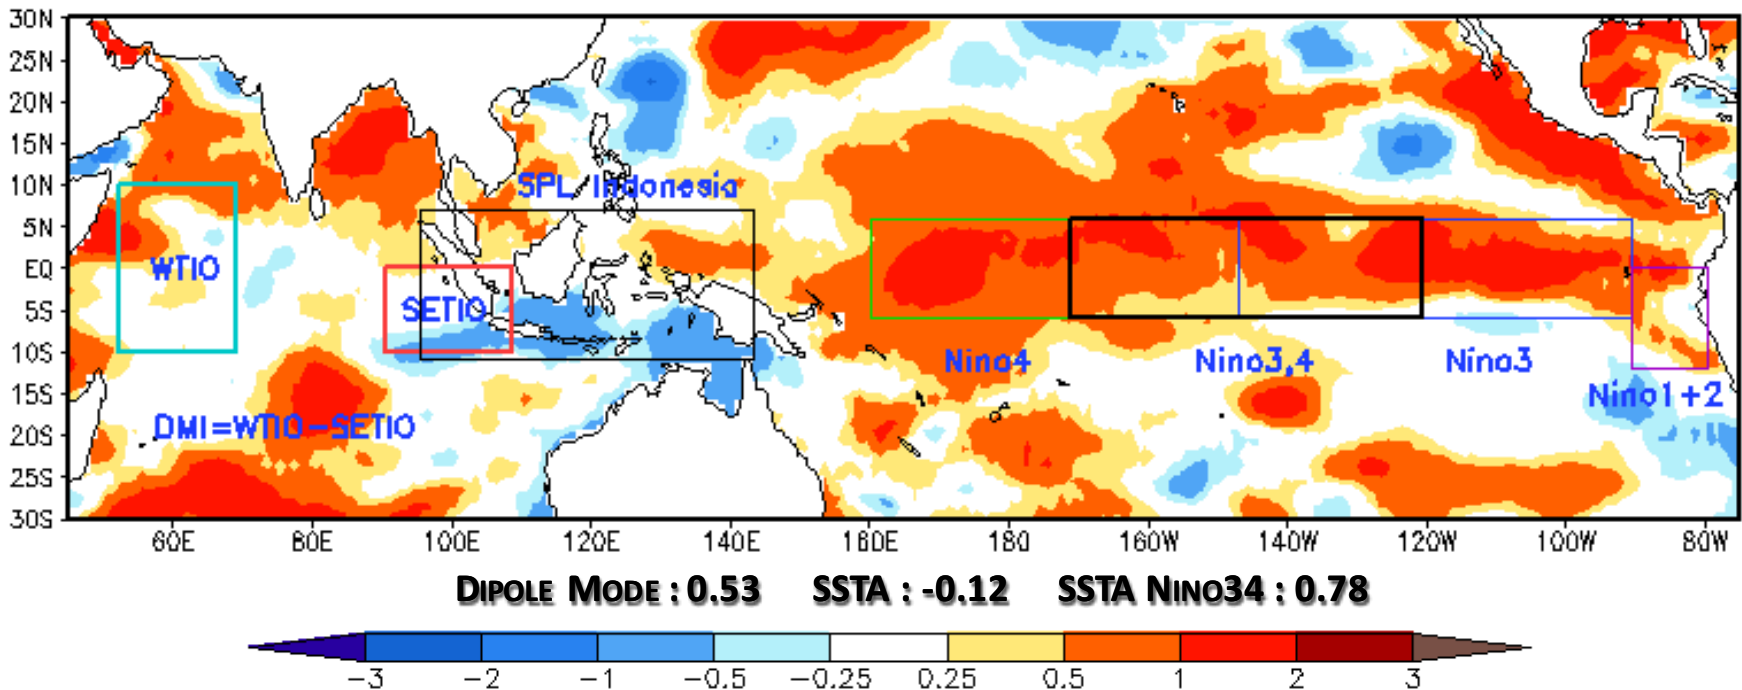 30N
25N
20N
15N
10N
5N
EQ
5S
10S
15S
20S
25S
30S
SPL Indonesia
WTIO
SETIO
Nino4
Nino3,4
Nino3
Nino1+2
DMI=WTIO-SETIO
60E 80E 100E 120E 140E 160E 180 160W 140W 120W 100W 80W
DIPOLE MODE : 0.53 SSTA : -0.12 SSTA NINO34 : 0.78
-3 -2 -1 -0.5 -0.25 0.25 0.5 1 2 3